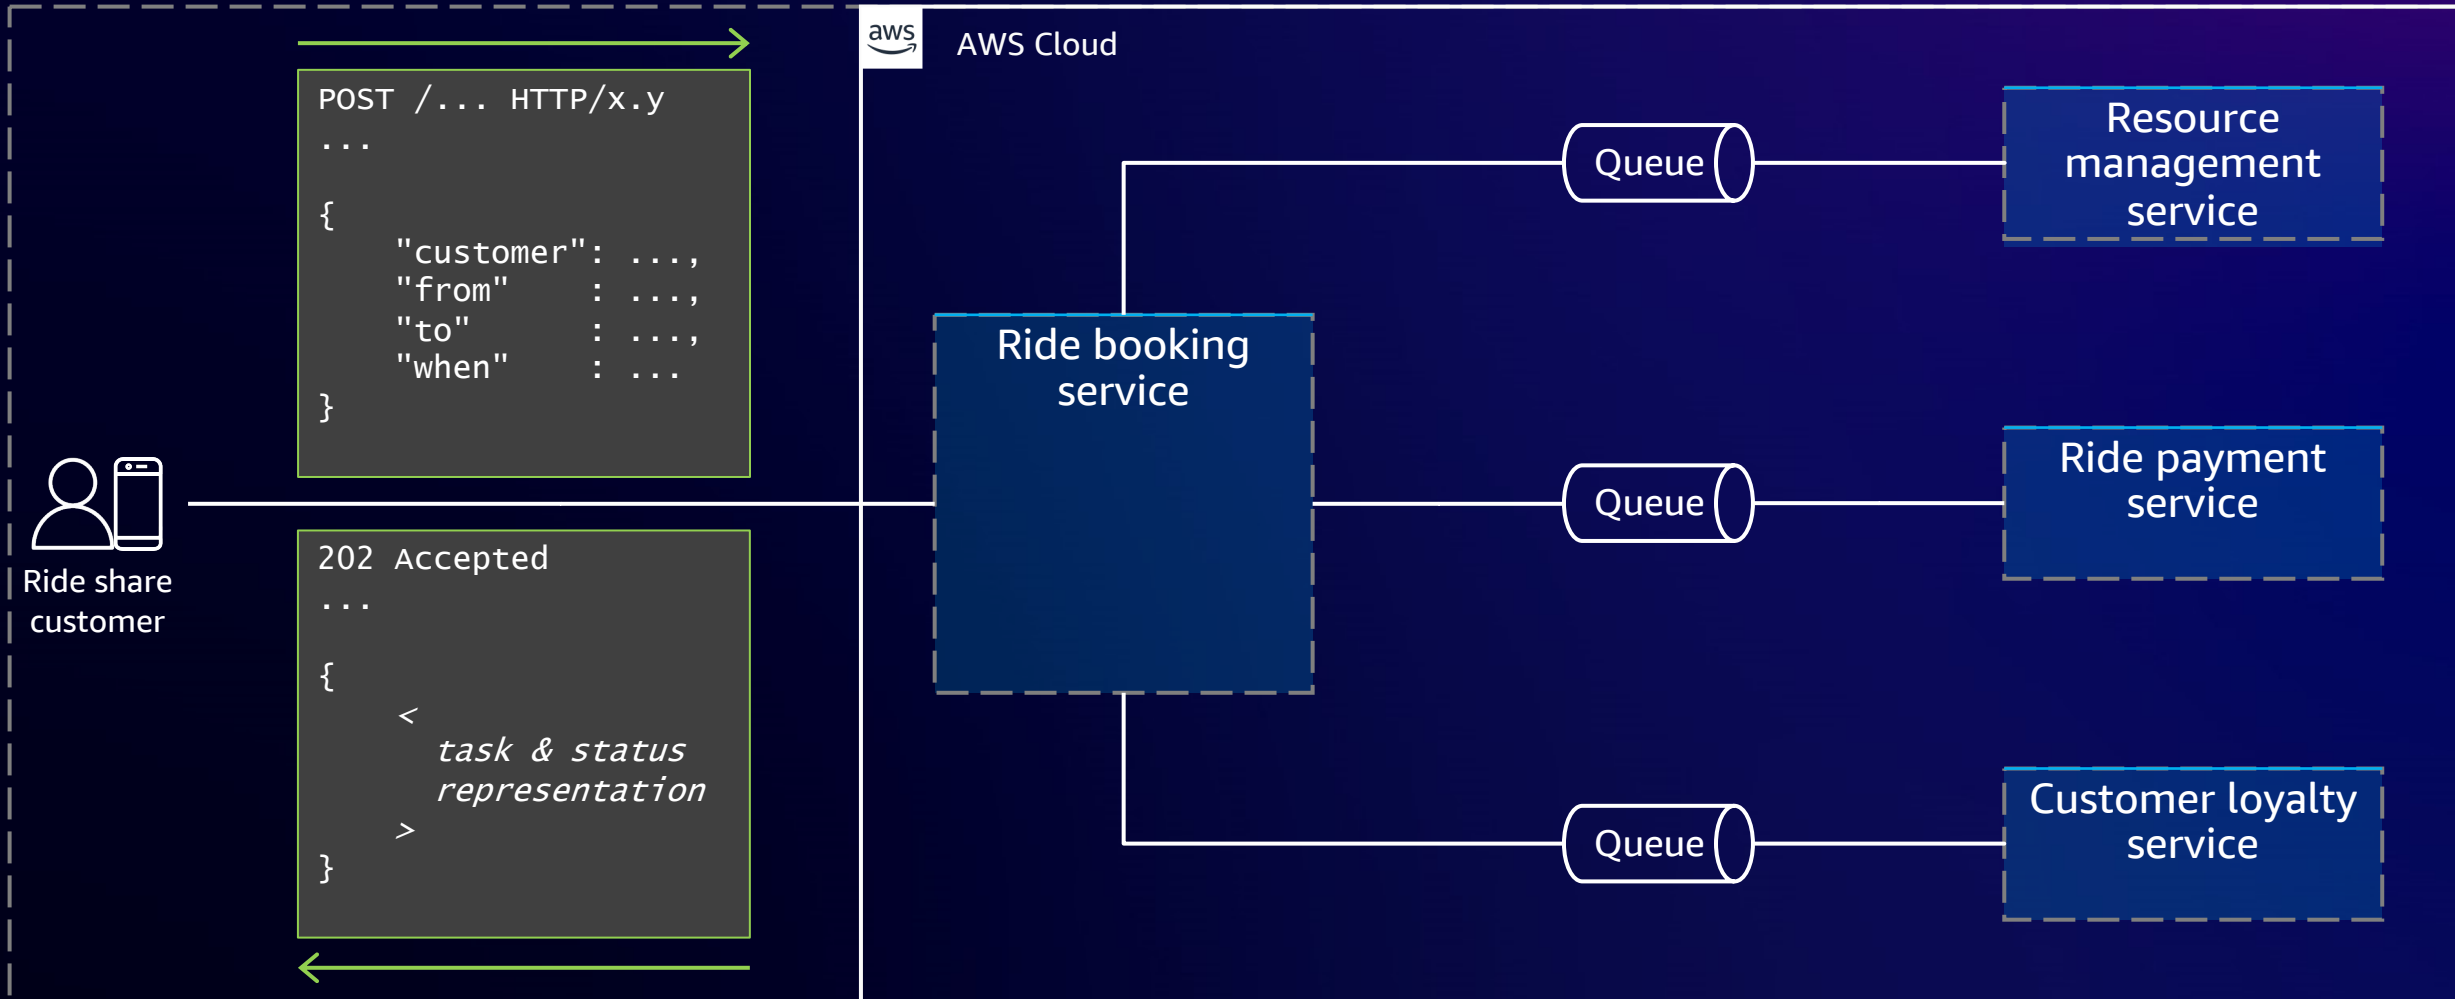 aws
AWS Cloud
POST /... HTTP/x.y
...
{
"customer": ...,
"from" : ...,
"to" : ...,
"when" : ...
}
Ride share
customer
202 Accepted
...
{
<
task & status
representation
>
}
Ride booking
service
Queue
Resource
management
service
Queue
Ride payment
service
Queue
Customer loyalty
service